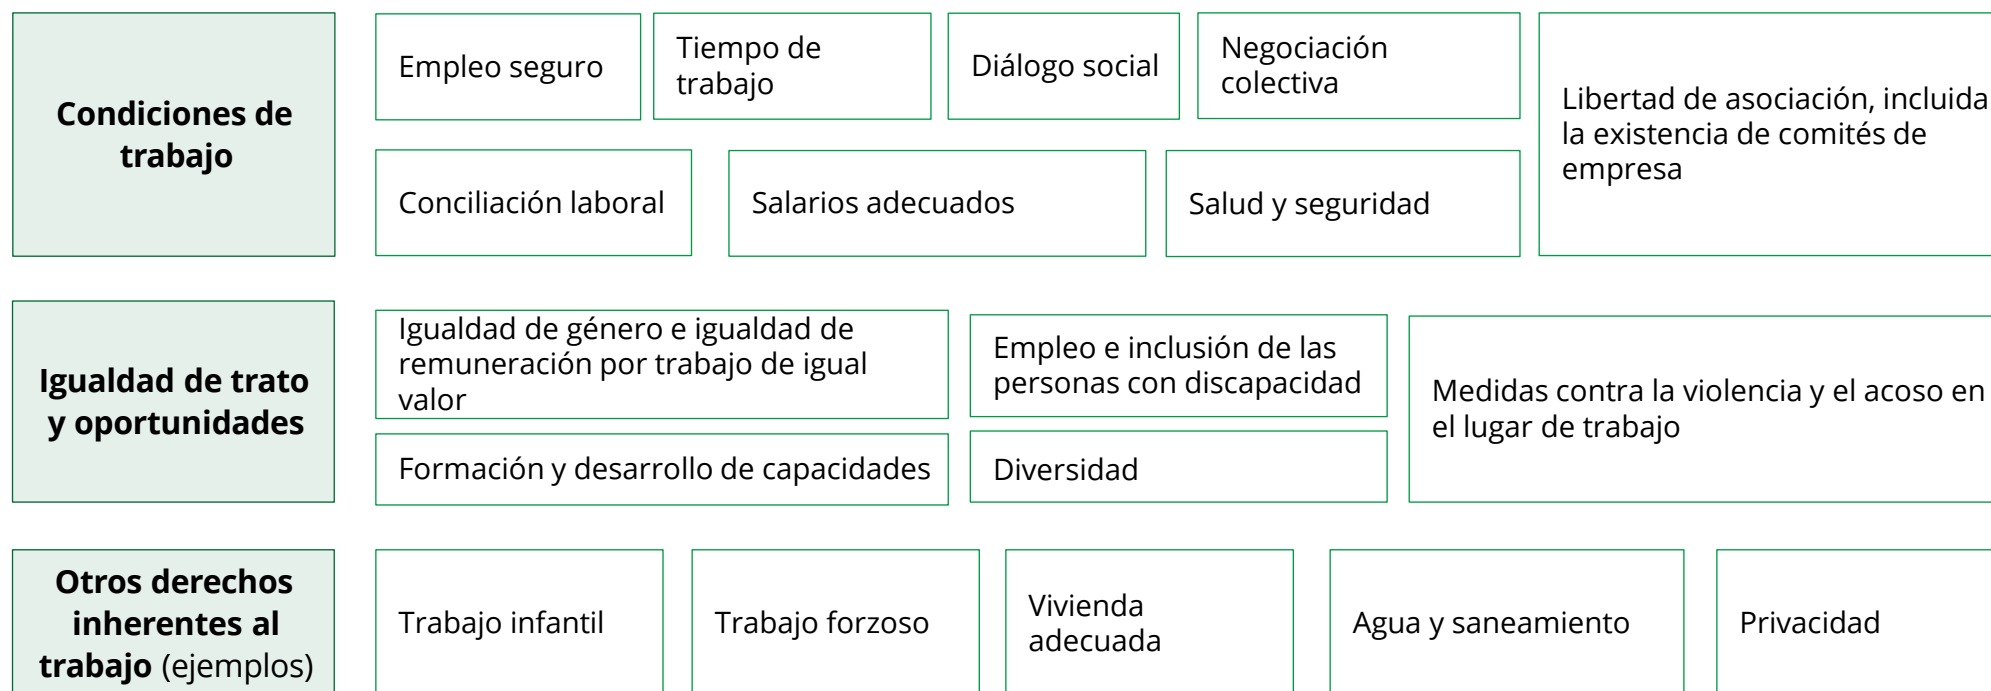 Condiciones de
trabajo
Empleo seguro
Tiempo de
trabajo
Diálogo social
Negociación
colectiva
Libertad de asociación, incluida
la existencia de comités de
empresa
Conciliación laboral
Salarios adecuados
Salud y seguridad
Igualdad de trato
y oportunidades
Igualdad de género e igualdad de
remuneración por trabajo de igual
valor
Empleo e inclusión de las
personas con discapacidad
Medidas contra la violencia y el acoso en
el lugar de trabajo
Formación y desarrollo de capacidades
Diversidad
Otros derechos
inherentes al
trabajo (ejemplos)
Trabajo infantil
Trabajo forzoso
Vivienda
adecuada
Agua y saneamiento
Privacidad